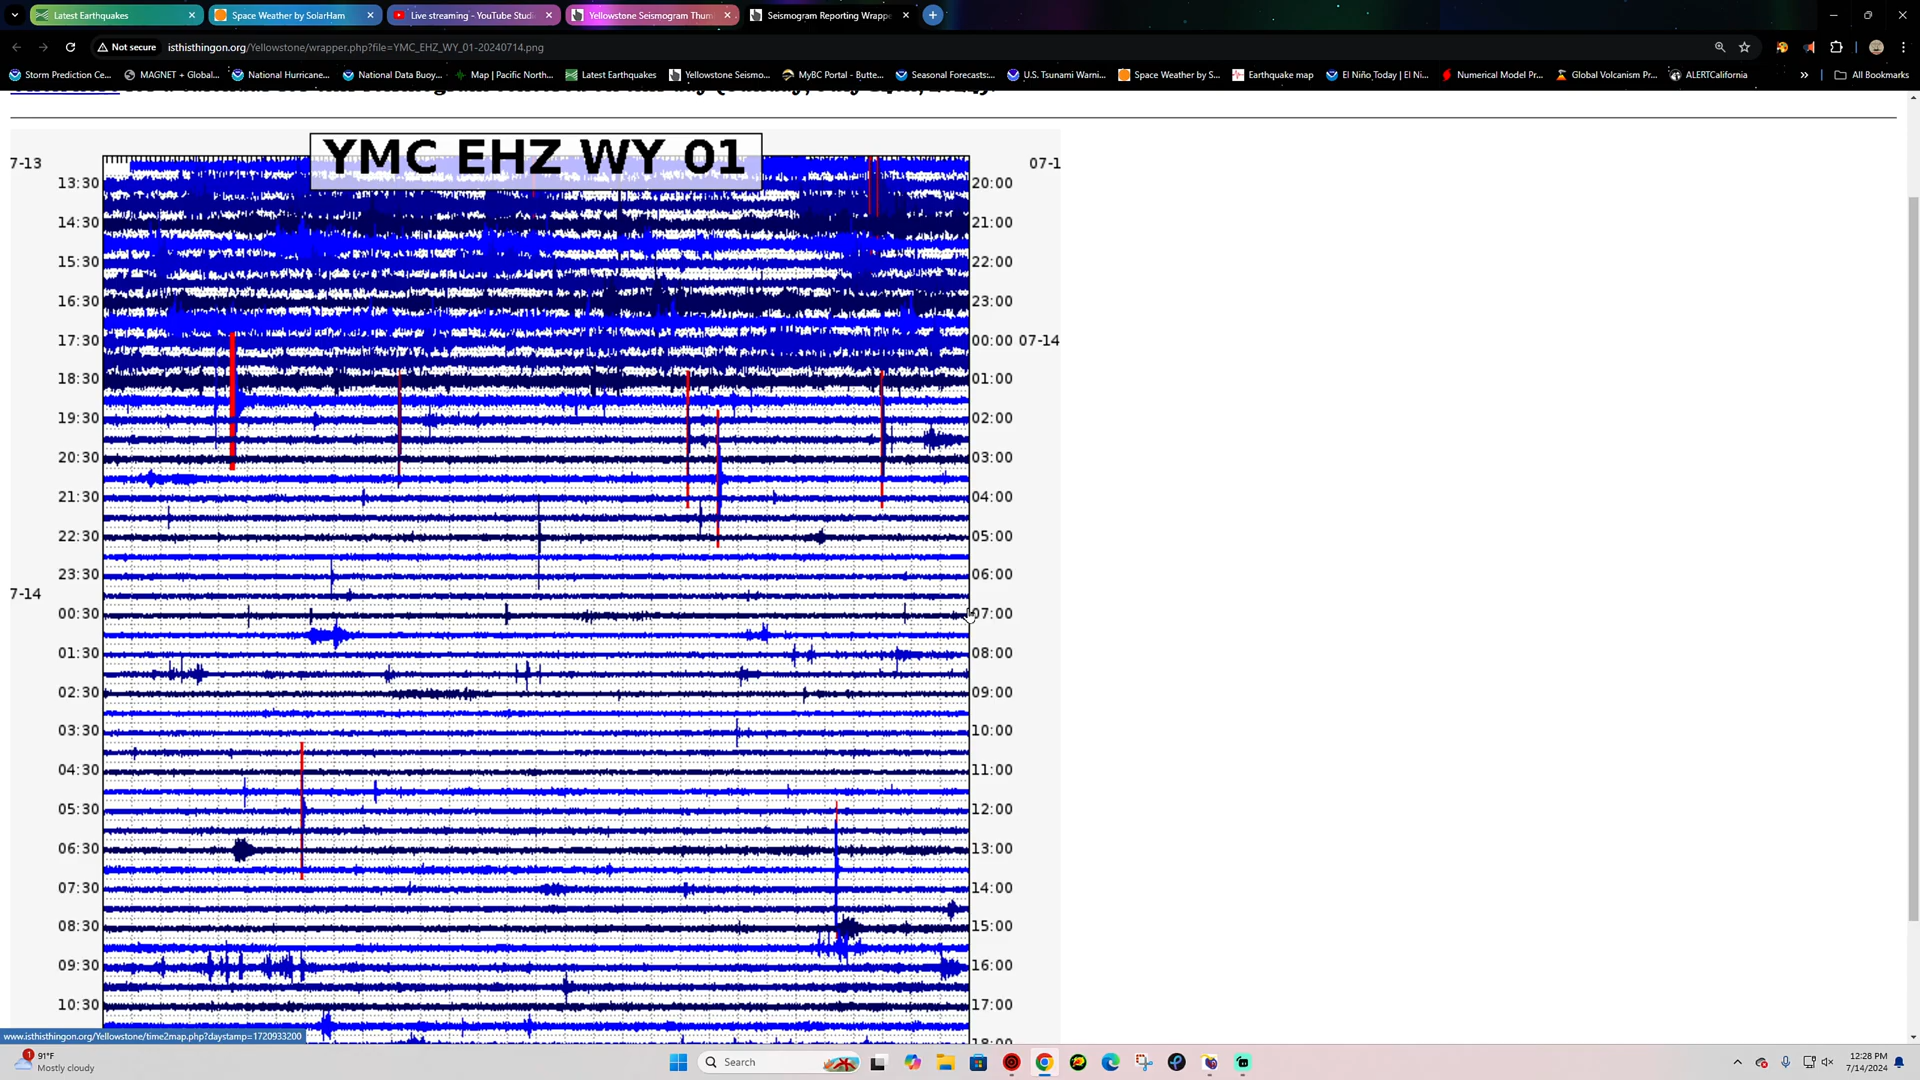 Latest Earthquakes
Space Weather by SolarHam
Live streaming - YouTube Studi
Yellowstone Seismogram Thum
Seismogram Reporting Wrappe
Not secure
isthisthingon.org/Yellowstone/wrapper.php?file=YMC_EHZ_WY_01-20240714.png
Storm Prediction Ce...
MAGNET + Global...
National Hurricane...
National Data Buoy...
Map | Pacific North...
Latest Earthquakes
Yellowstone Seismo...
MyBC Portal - Butte...
Seasonal Forecasts:...
U.S. Tsunami Warni...
Space Weather by S...
Earthquake map
El Niño Today | El Ni...
Numerical Model Pr...
Global Volcanism Pr...
ALERTCalifornia
All Bookmarks
YMC EHZ WY 01
7-13
07-1
13:30
20:00
14:30
21:00
15:30
22:00
16:30
23:00
17:30
00:00 07-14
18:30
01:00
19:30
02:00
20:30
03:00
21:30
04:00
22:30
05:00
23:30
06:00
7-14
00:30
07:00
01:30
08:00
02:30
09:00
03:30
10:00
04:30
11:00
05:30
12:00
06:30
13:00
07:30
14:00
08:30
15:00
09:30
16:00
10:30
17:00
18:00
www.isthisthingon.org/Yellowstone/time2map.php?daystamp=1720933200
1
91°F
Mostly cloudy
Search
12:28 PM
7/14/2024